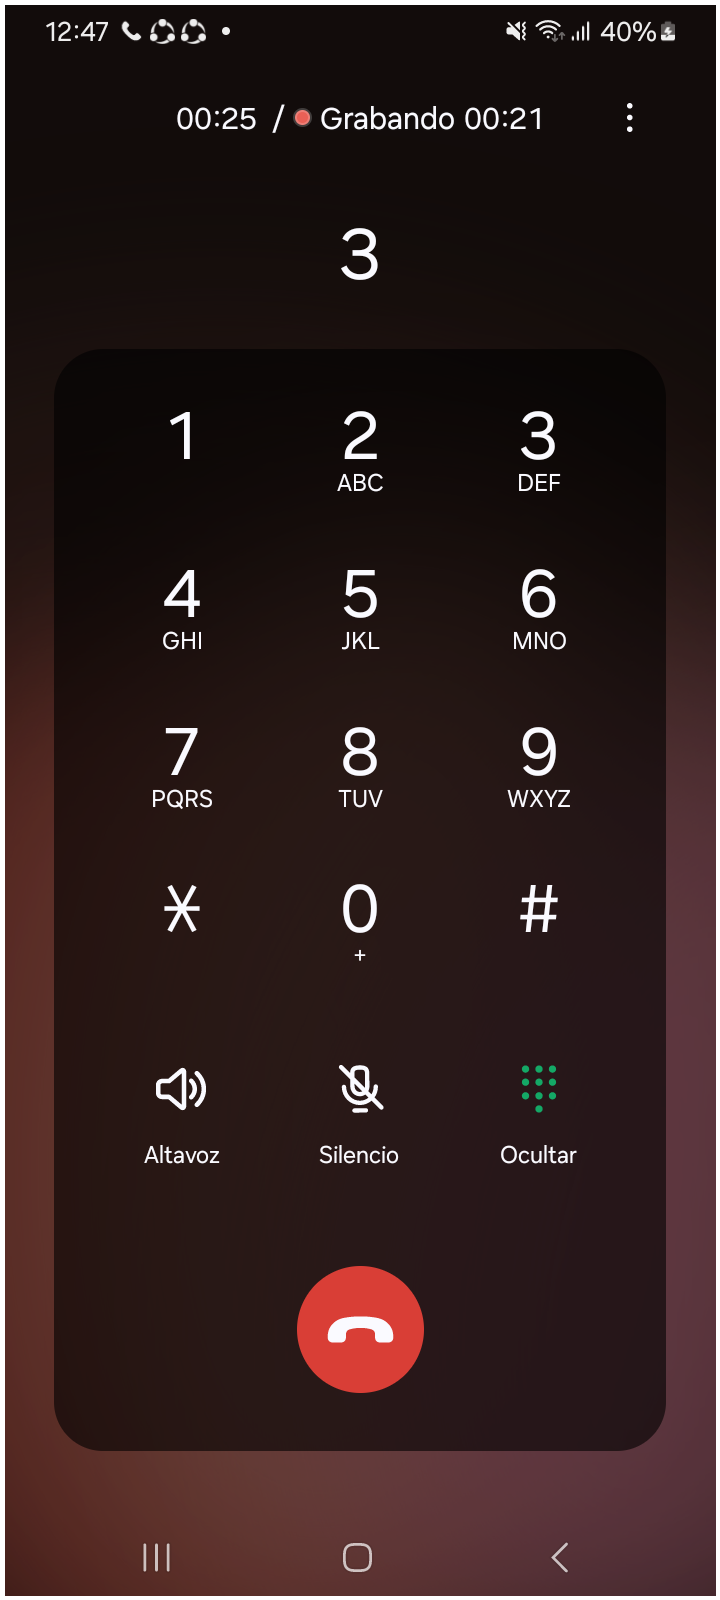 12:47 40%
00:25 / Grabando 00:21
3
1 2 3
ABC DEF
4 5 6
GHI JKL MNO
7 8 9
PQRS TUV WXYZ
* 0 #
+
Altavoz Silencio Ocultar